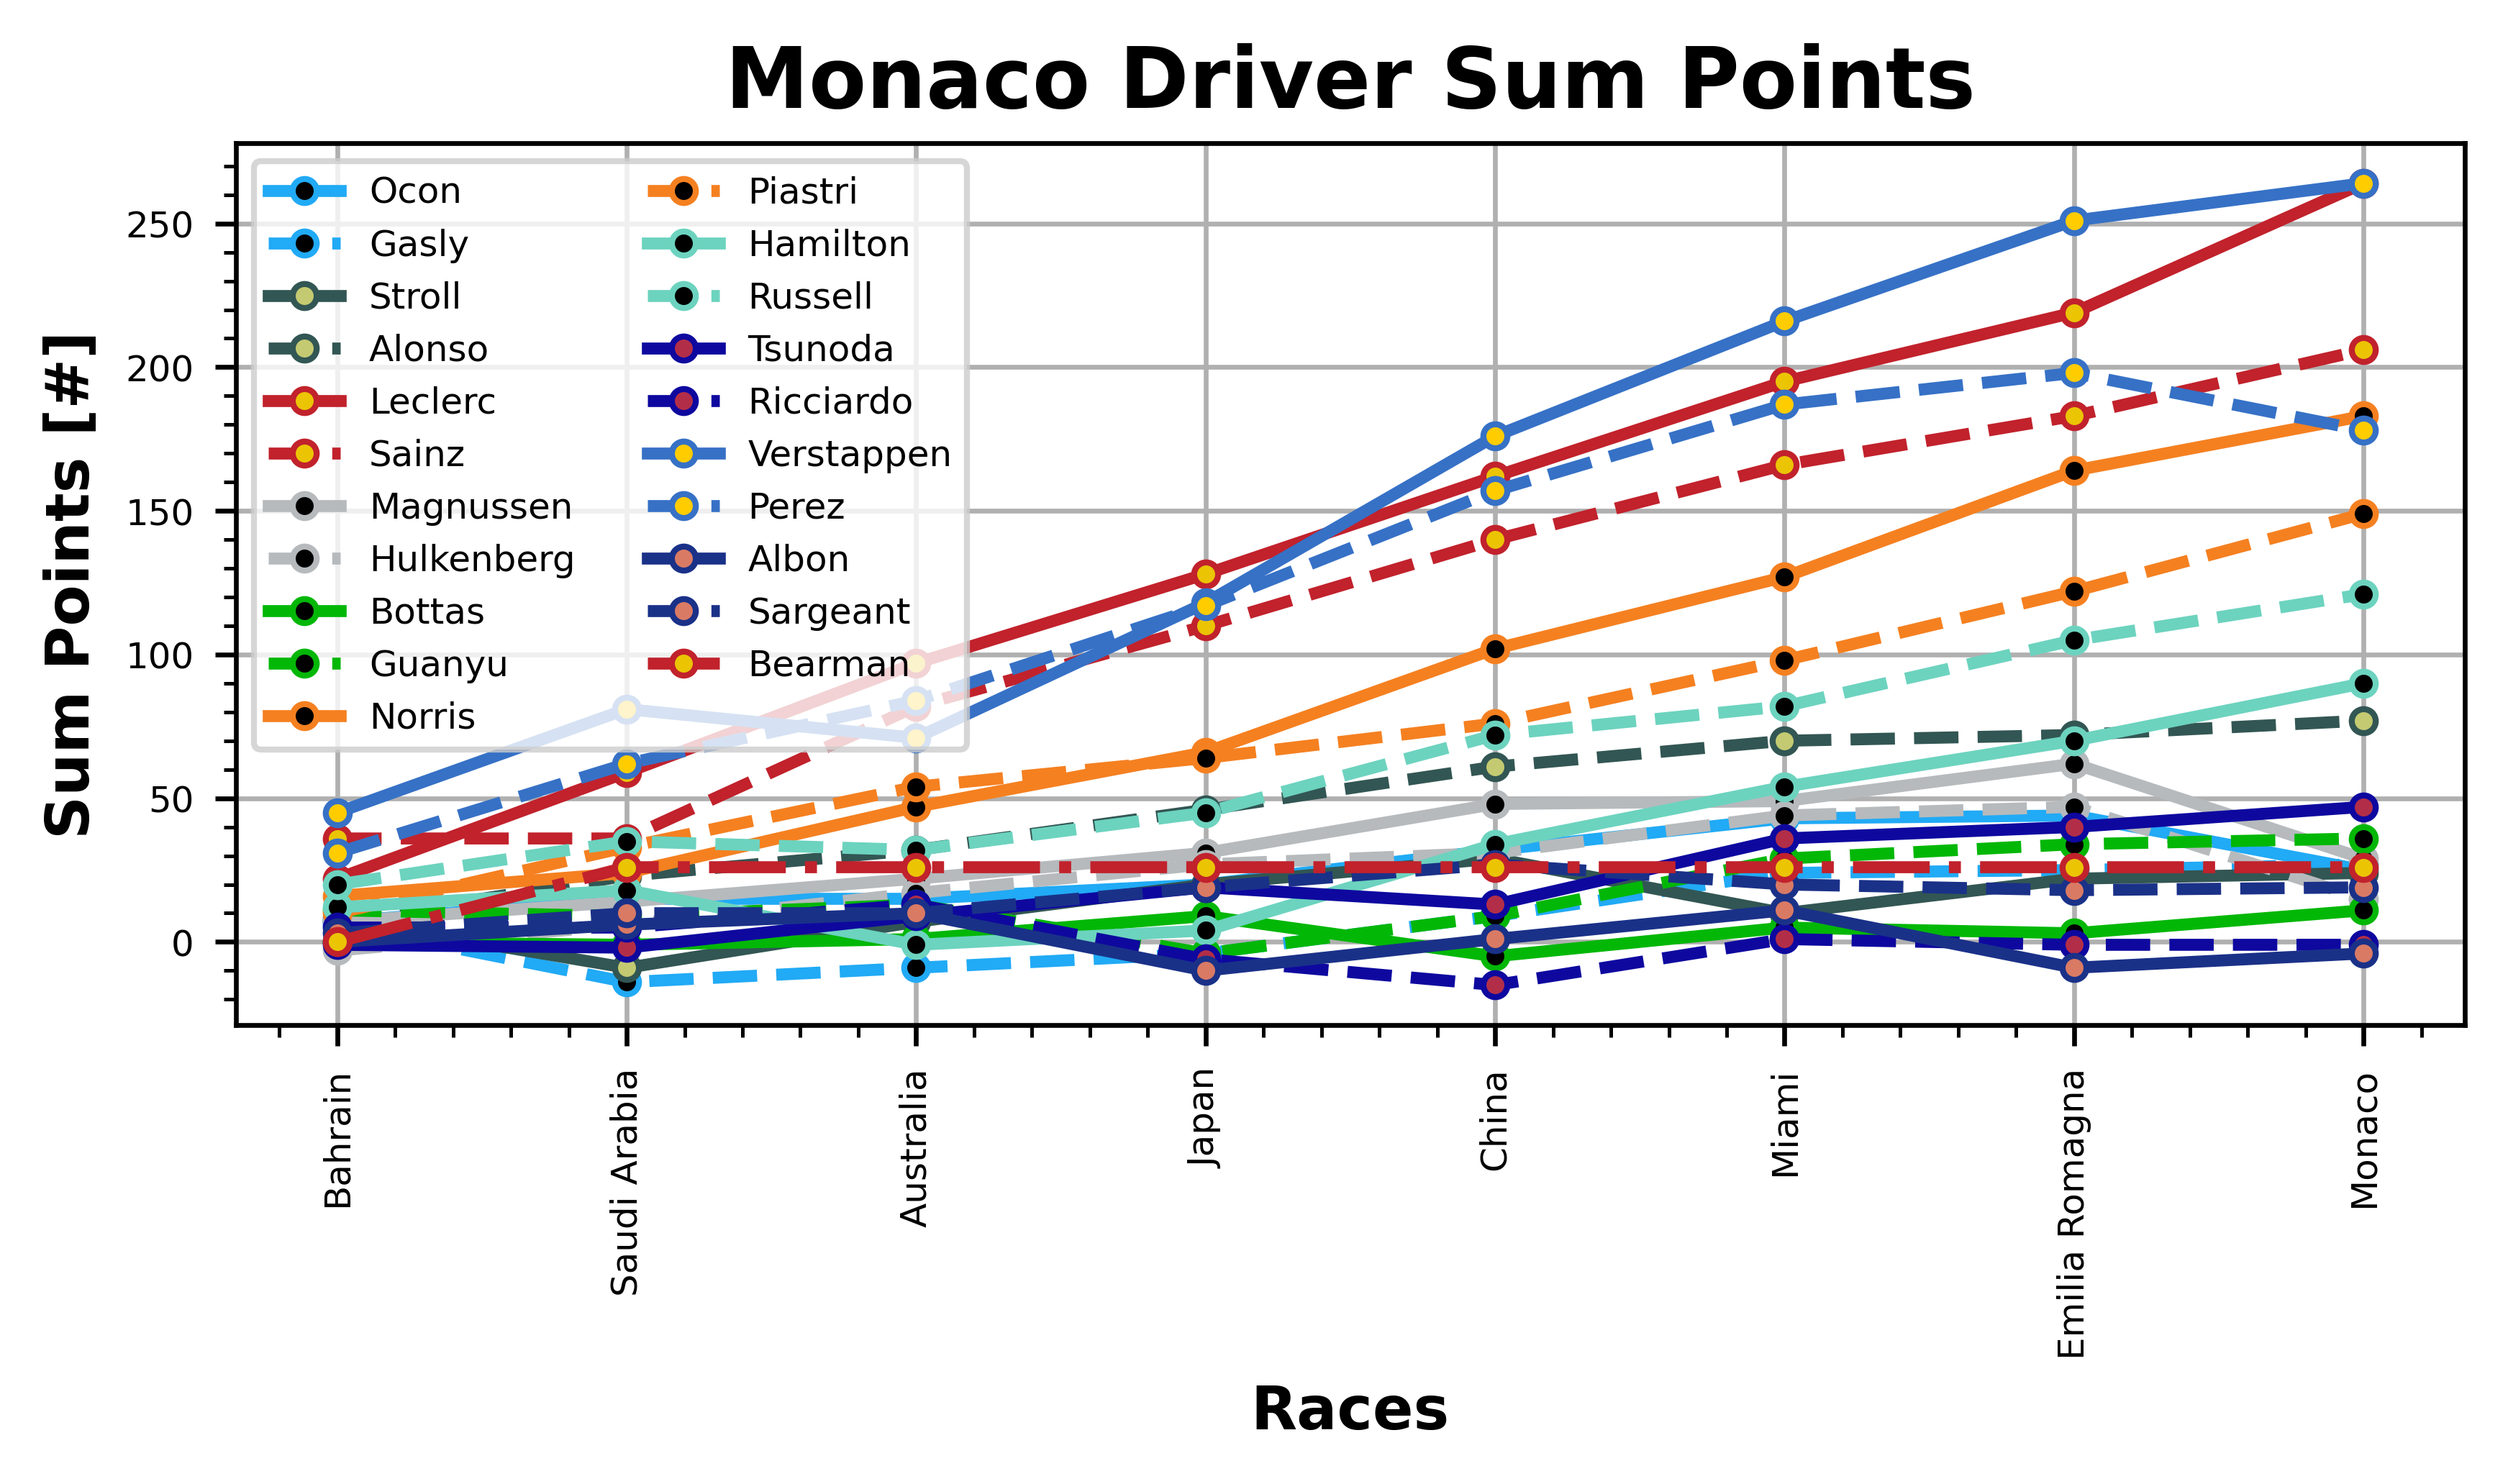 Monaco Driver Sum Points
Sum Points [#]
250
200
150
100
50
0
Ocon
Gasly
Stroll
Alonso
Leclerc
Sainz
Magnussen
Hulkenberg
Bottas
Guanyu
Norris
Piastri
Hamilton
Russell
Tsunoda
Ricciardo
Verstappen
Perez
Albon
Sargeant
Bearman
Bahrain
Saudi Arabia
Australia
Japan
China
Miami
Emilia Romagna
Monaco
Races